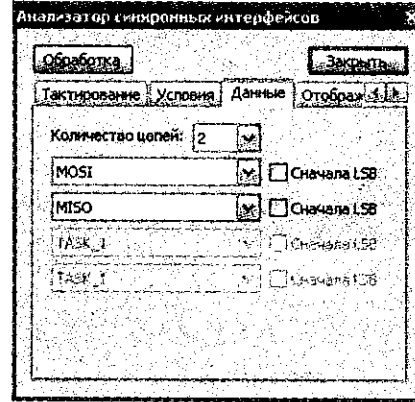 Анализатор синхронных интерфейсов
Обработка Закрыть
Тактирование Условия Данные Отображ
Количество цепей: 2
MOSI Сначала LSB
MISO Сначала LSB
TASK_1 Сначала LSB
TASK_1 Сначала LSB